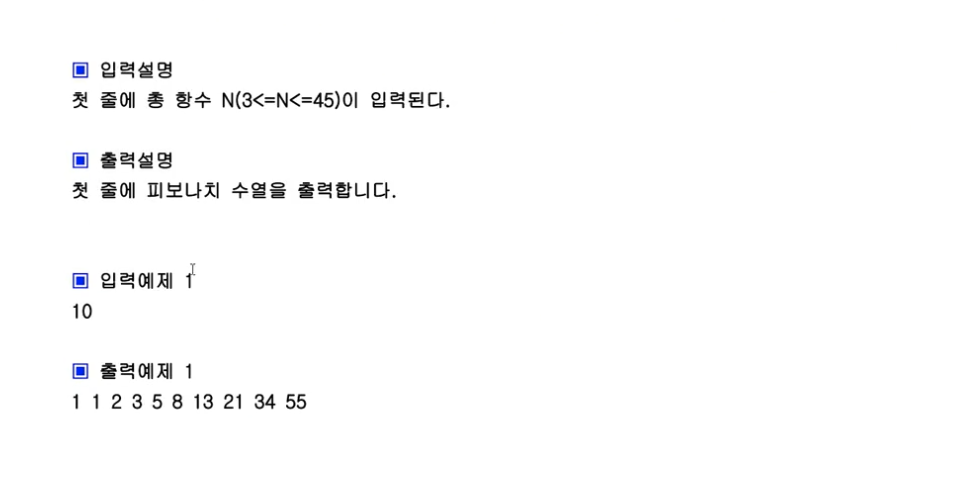 ▣ 입력설명
첫 줄에 총 항수 N(3<=N<=45)이 입력된다.
▣ 출력설명
첫 줄에 피보나치 수열을 출력합니다.
▣ 입력예제 1
10
▣ 출력예제 1
1 1 2 3 5 8 13 21 34 55